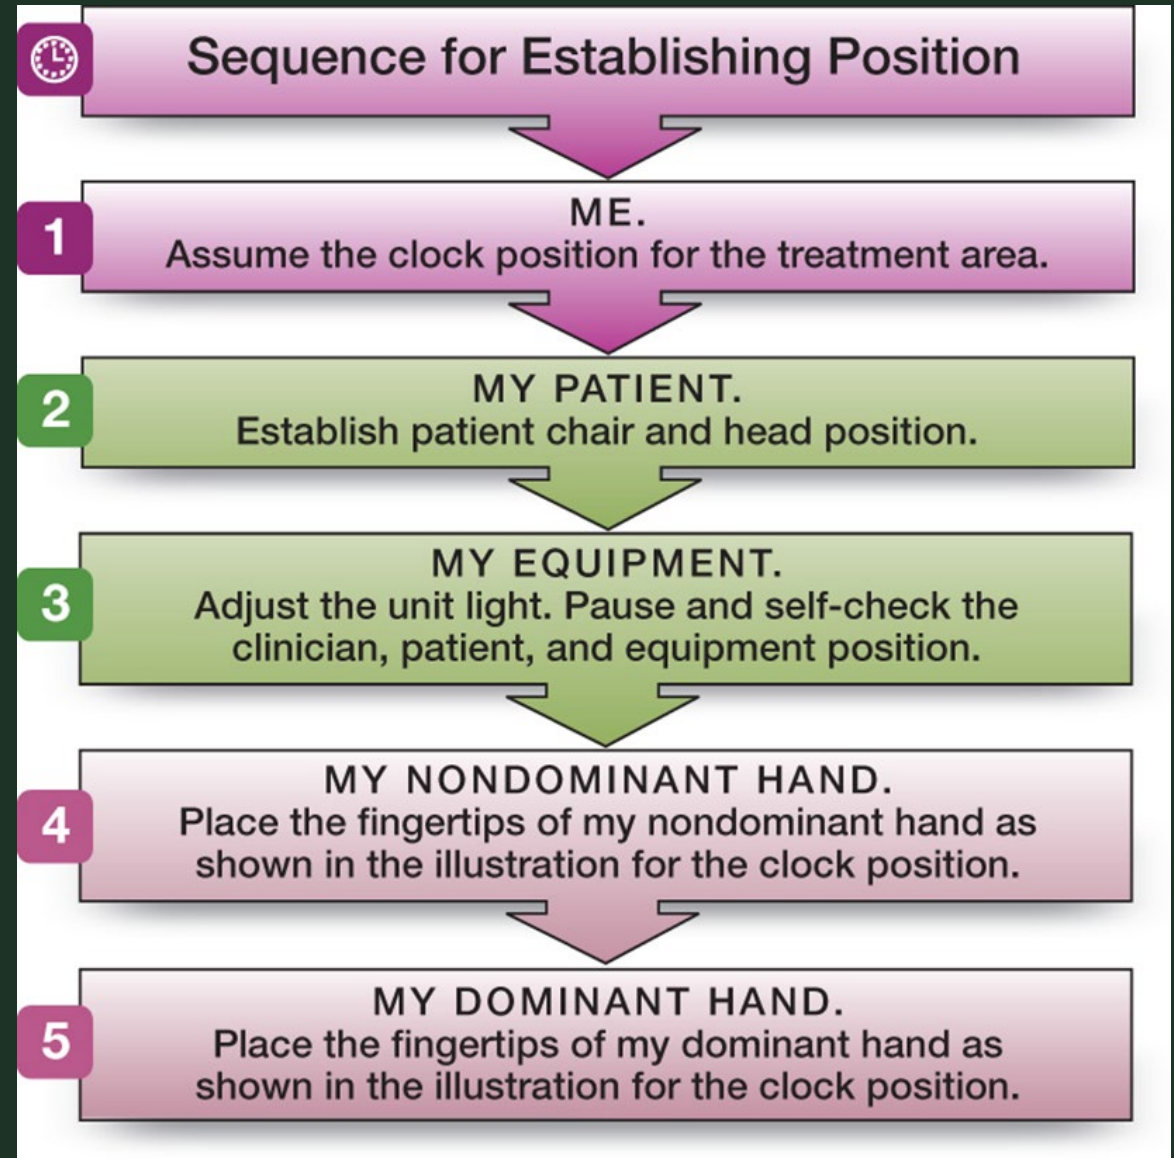 Sequence for Establishing Position
1
ME.
Assume the clock position for the treatment area.
2
MY PATIENT.
Establish patient chair and head position.
3
MY EQUIPMENT.
Adjust the unit light. Pause and self-check the
clinician, patient, and equipment position.
4
MY NONDOMINANT HAND.
Place the fingertips of my nondominant hand as
shown in the illustration for the clock position.
5
MY DOMINANT HAND.
Place the fingertips of my dominant hand as
shown in the illustration for the clock position.